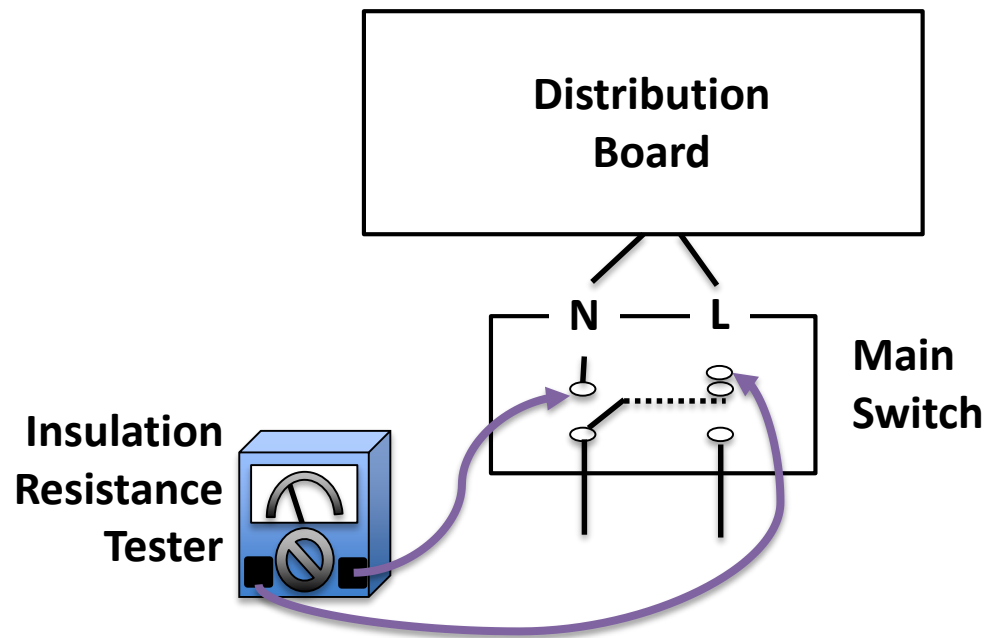 Distribution
Board
N
L
Main
Switch
Insulation
Resistance
Tester